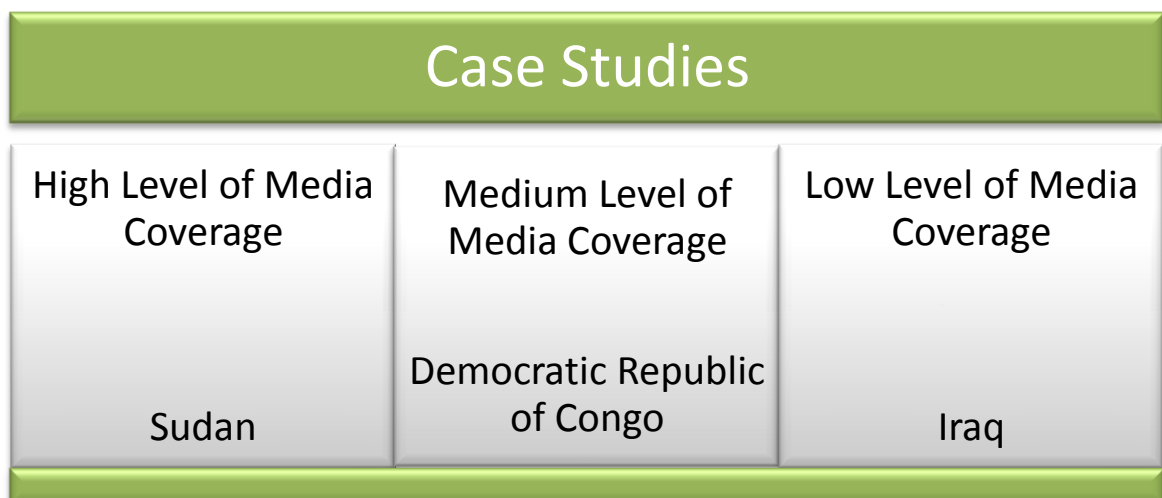 Case Studies
High Level of Media
Coverage
Sudan
Medium Level of
Media Coverage
Democratic Republic
of Congo
Low Level of Media
Coverage
Iraq